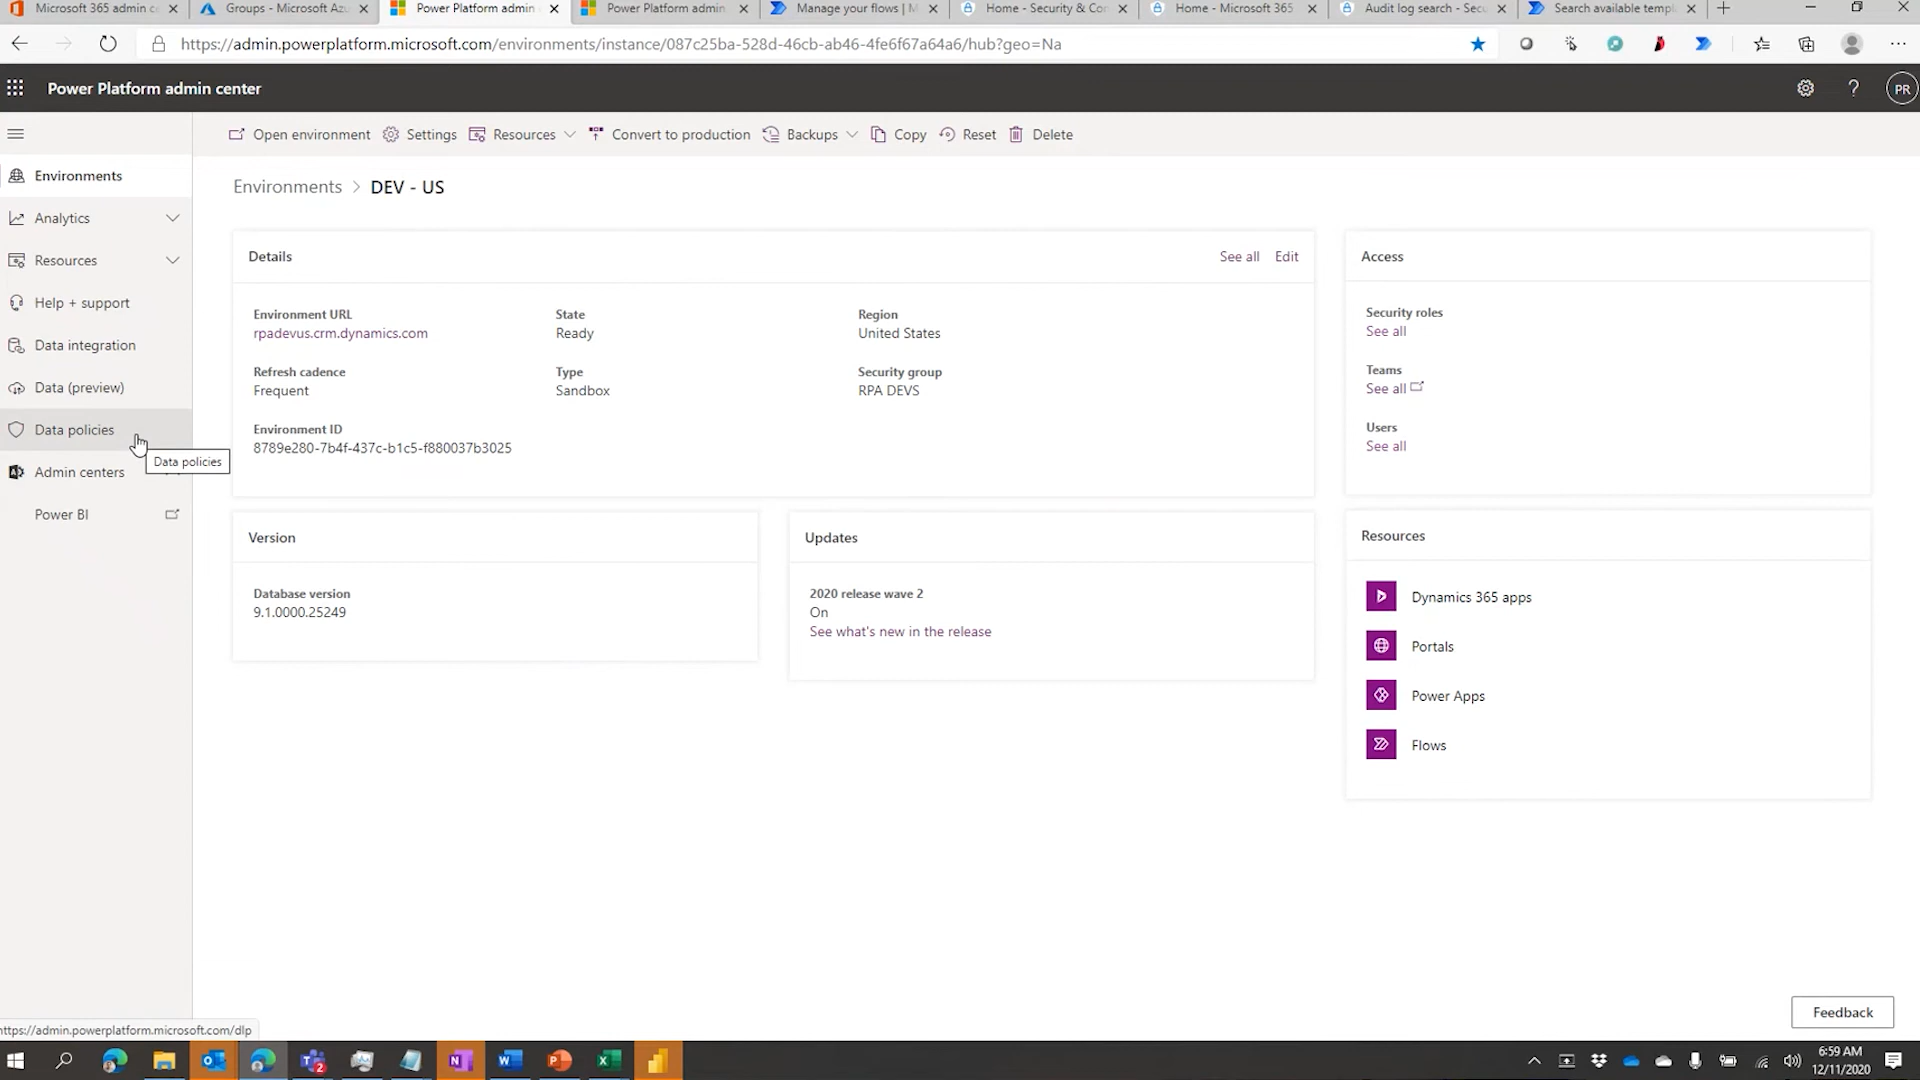 Microsoft 365 admin ce
Groups - Microsoft Azu
Power Platform admin
Power Platform admin
Manage your flows | M
Home - Security & Con
Home - Microsoft 365
Audit log search - Secu
Search available templ
https://admin.powerplatform.microsoft.com/environments/instance/087c25ba-528d-46cb-ab46-4fe6f67a64a6/hub?geo=Na
Power Platform admin center
?
PR
Open environment
Settings
Resources
Convert to production
Backups
Copy
Reset
Delete
Environments
Analytics
Resources
Help + support
Data integration
Data (preview)
Data policies
Data policies
Admin centers
Power BI
Environments > DEV - US
Details
See all
Edit
Environment URL
rpadevus.crm.dynamics.com
State
Ready
Region
United States
Refresh cadence
Frequent
Type
Sandbox
Security group
RPA DEVS
Environment ID
8789e280-7b4f-437c-b1c5-f880037b3025
Access
Security roles
See all
Teams
See all
Users
See all
Version
Database version
9.1.0000.25249
Updates
2020 release wave 2
On
See what's new in the release
Resources
Dynamics 365 apps
Portals
Power Apps
Flows
Feedback
https://admin.powerplatform.microsoft.com/dlp
6:59 AM
12/11/2020